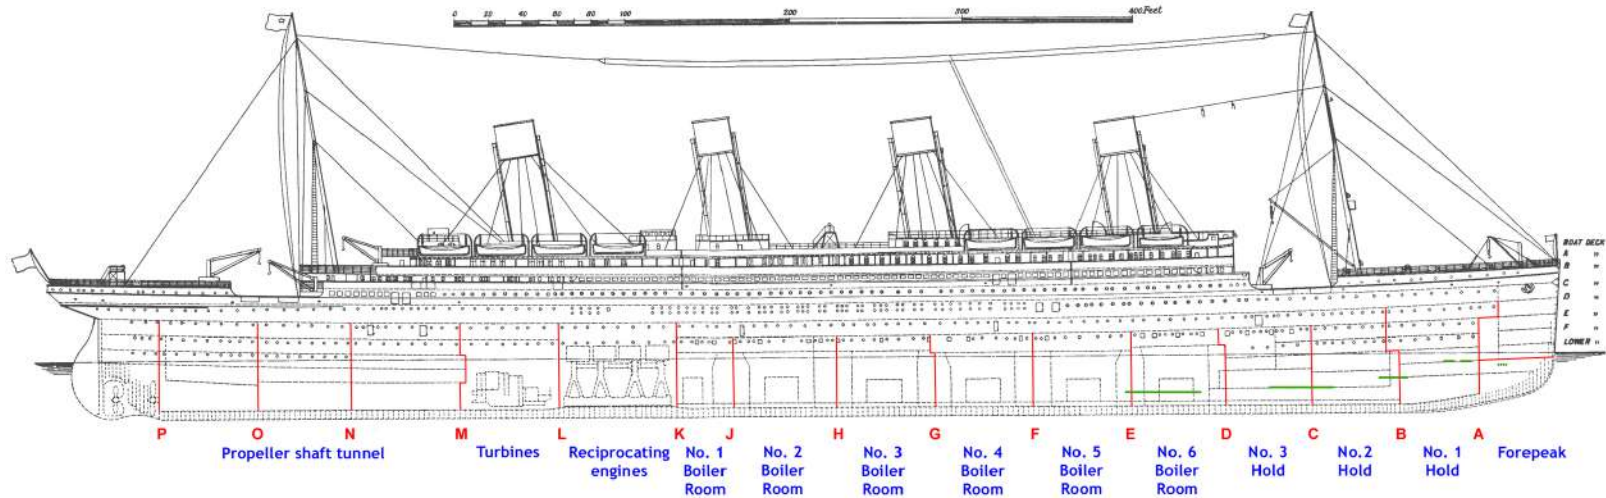 0 20 40 60 80 100 200 300 400 Feet
BOAT DECK
A "
B "
C "
D "
E "
F "
LOWER "
P O N M L K J H G F E D C B A
Propeller shaft tunnel
Turbines
Reciprocating
engines
No. 1
Boiler
Room
No. 2
Boiler
Room
No. 3
Boiler
Room
No. 4
Boiler
Room
No. 5
Boiler
Room
No. 6
Boiler
Room
No. 3
Hold
No.2
Hold
No. 1
Hold
Forepeak